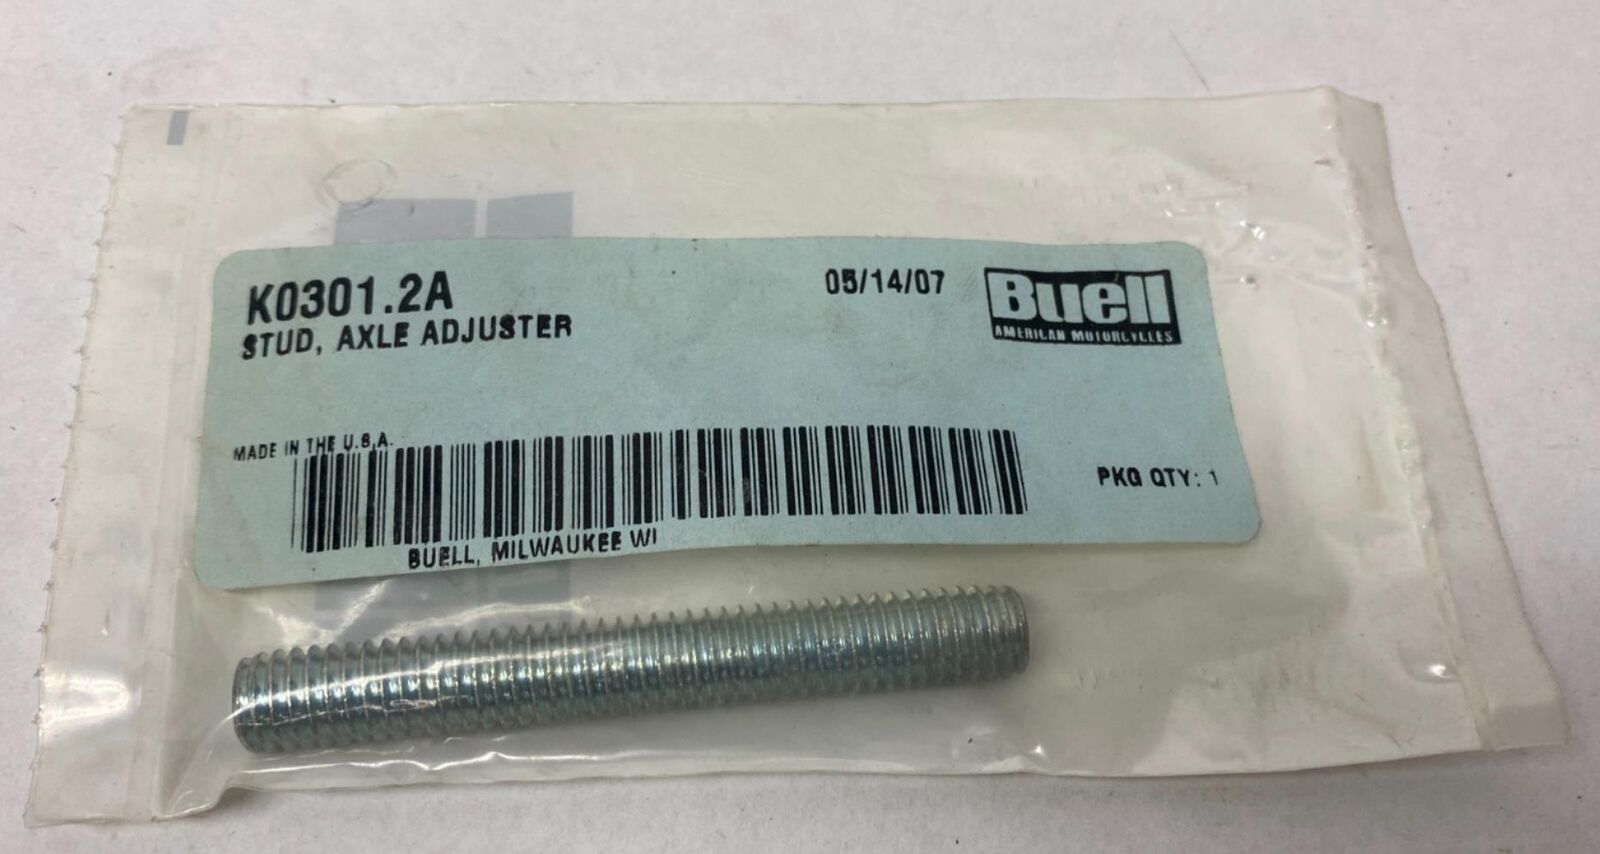 K0301.2A
STUD, AXLE ADJUSTER
05/14/07
Buell
AMERICAN MOTORCYCLES
MADE IN THE U.S.A.
PKG QTY: 1
BUELL, MILWAUKEE WI